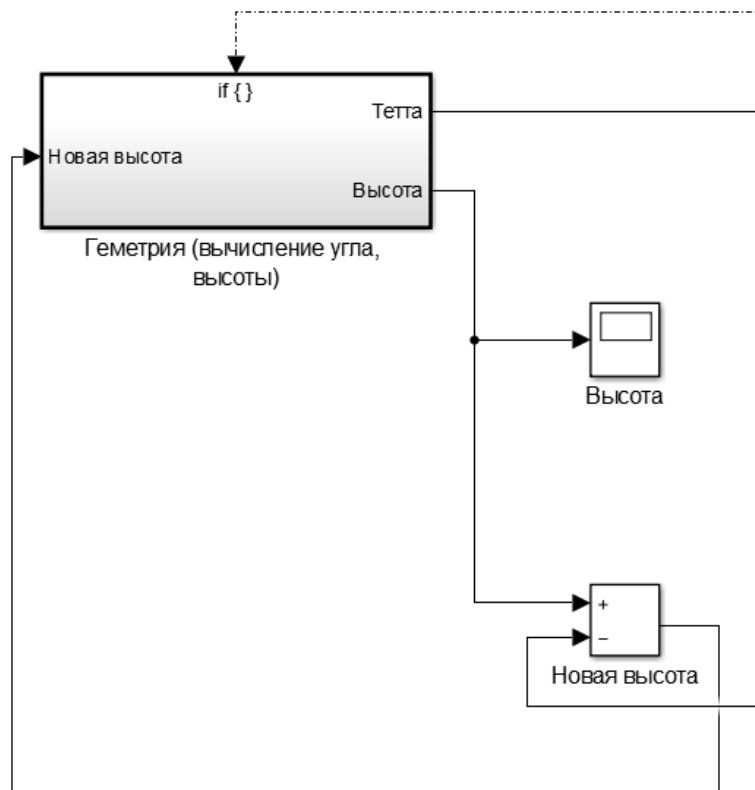 if { }
Тетта
Новая высота
Высота
Геметрия (вычисление угла,
высоты)
Высота
+
−
Новая высота